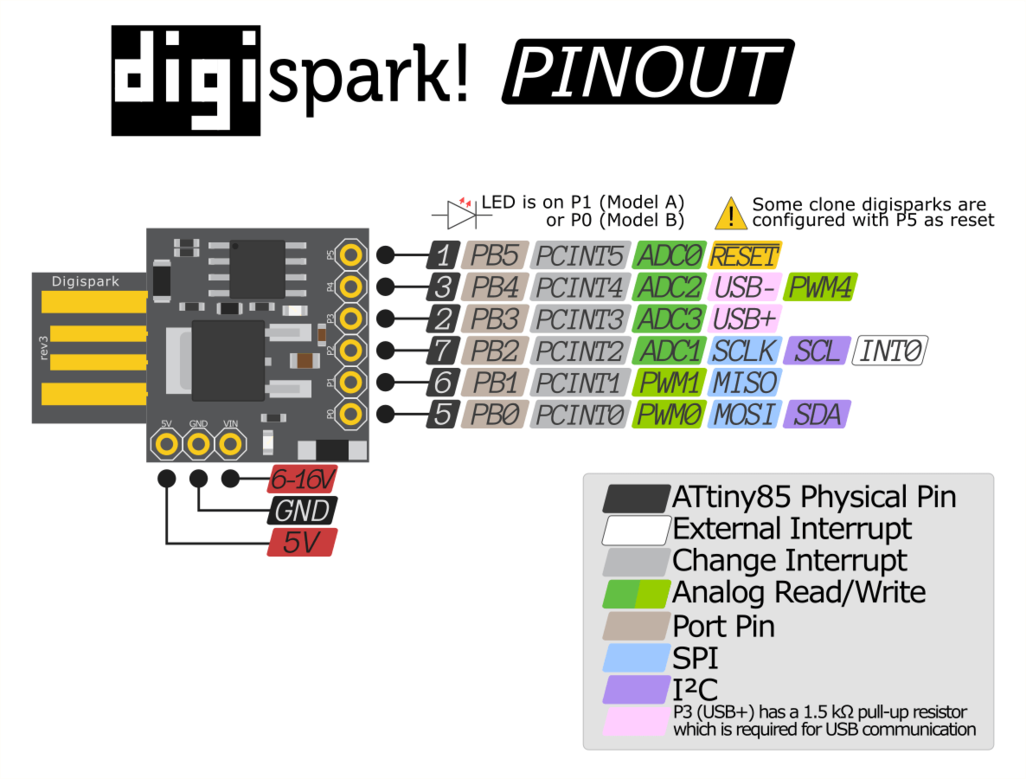 digispark! PINOUT
LED is on P1 (Model A)
or P0 (Model B)
! Some clone digisparks are
configured with P5 as reset
Digispark
rev3
P5
P4
P3
P2
P1
P0
5V GND VIN
1 PB5 PCINT5 ADC0 RESET
3 PB4 PCINT4 ADC2 USB- PWM4
2 PB3 PCINT3 ADC3 USB+
7 PB2 PCINT2 ADC1 SCLK SCL INT0
6 PB1 PCINT1 PWM1 MISO
5 PB0 PCINT0 PWM0 MOSI SDA
6-16V
GND
5V
ATtiny85 Physical Pin
External Interrupt
Change Interrupt
Analog Read/Write
Port Pin
SPI
I²C
P3 (USB+) has a 1.5 kΩ pull-up resistor
which is required for USB communication